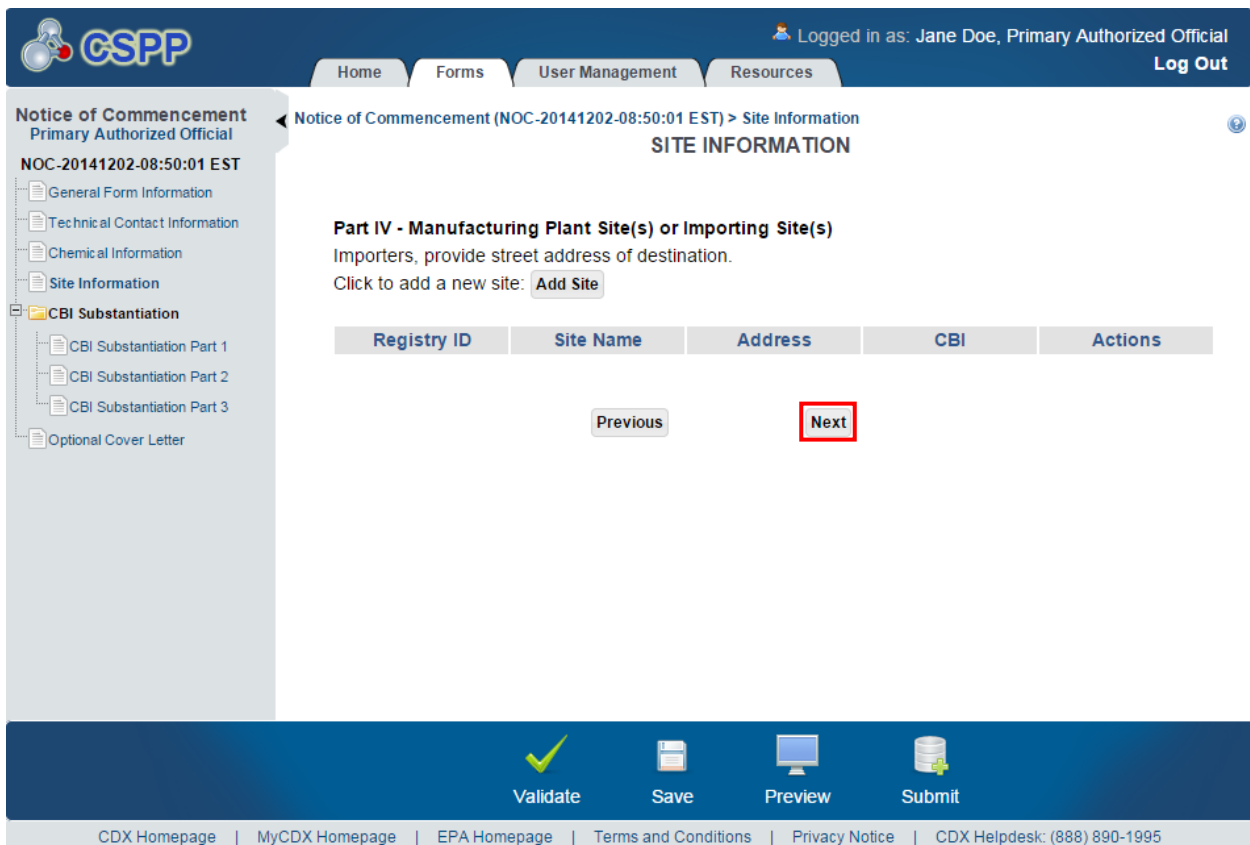 CSPP
Logged in as: Jane Doe, Primary Authorized Official
Log Out
Home Forms User Management Resources
Notice of Commencement
Primary Authorized Official
NOC-20141202-08:50:01 EST
General Form Information
Technical Contact Information
Chemical Information
Site Information
CBI Substantiation
CBI Substantiation Part 1
CBI Substantiation Part 2
CBI Substantiation Part 3
Optional Cover Letter
Notice of Commencement (NOC-20141202-08:50:01 EST) > Site Information
SITE INFORMATION
Part IV - Manufacturing Plant Site(s) or Importing Site(s)
Importers, provide street address of destination.
Click to add a new site: Add Site
Registry ID Site Name Address CBI Actions
Previous Next
Validate Save Preview Submit
CDX Homepage | MyCDX Homepage | EPA Homepage | Terms and Conditions | Privacy Notice | CDX Helpdesk: (888) 890-1995